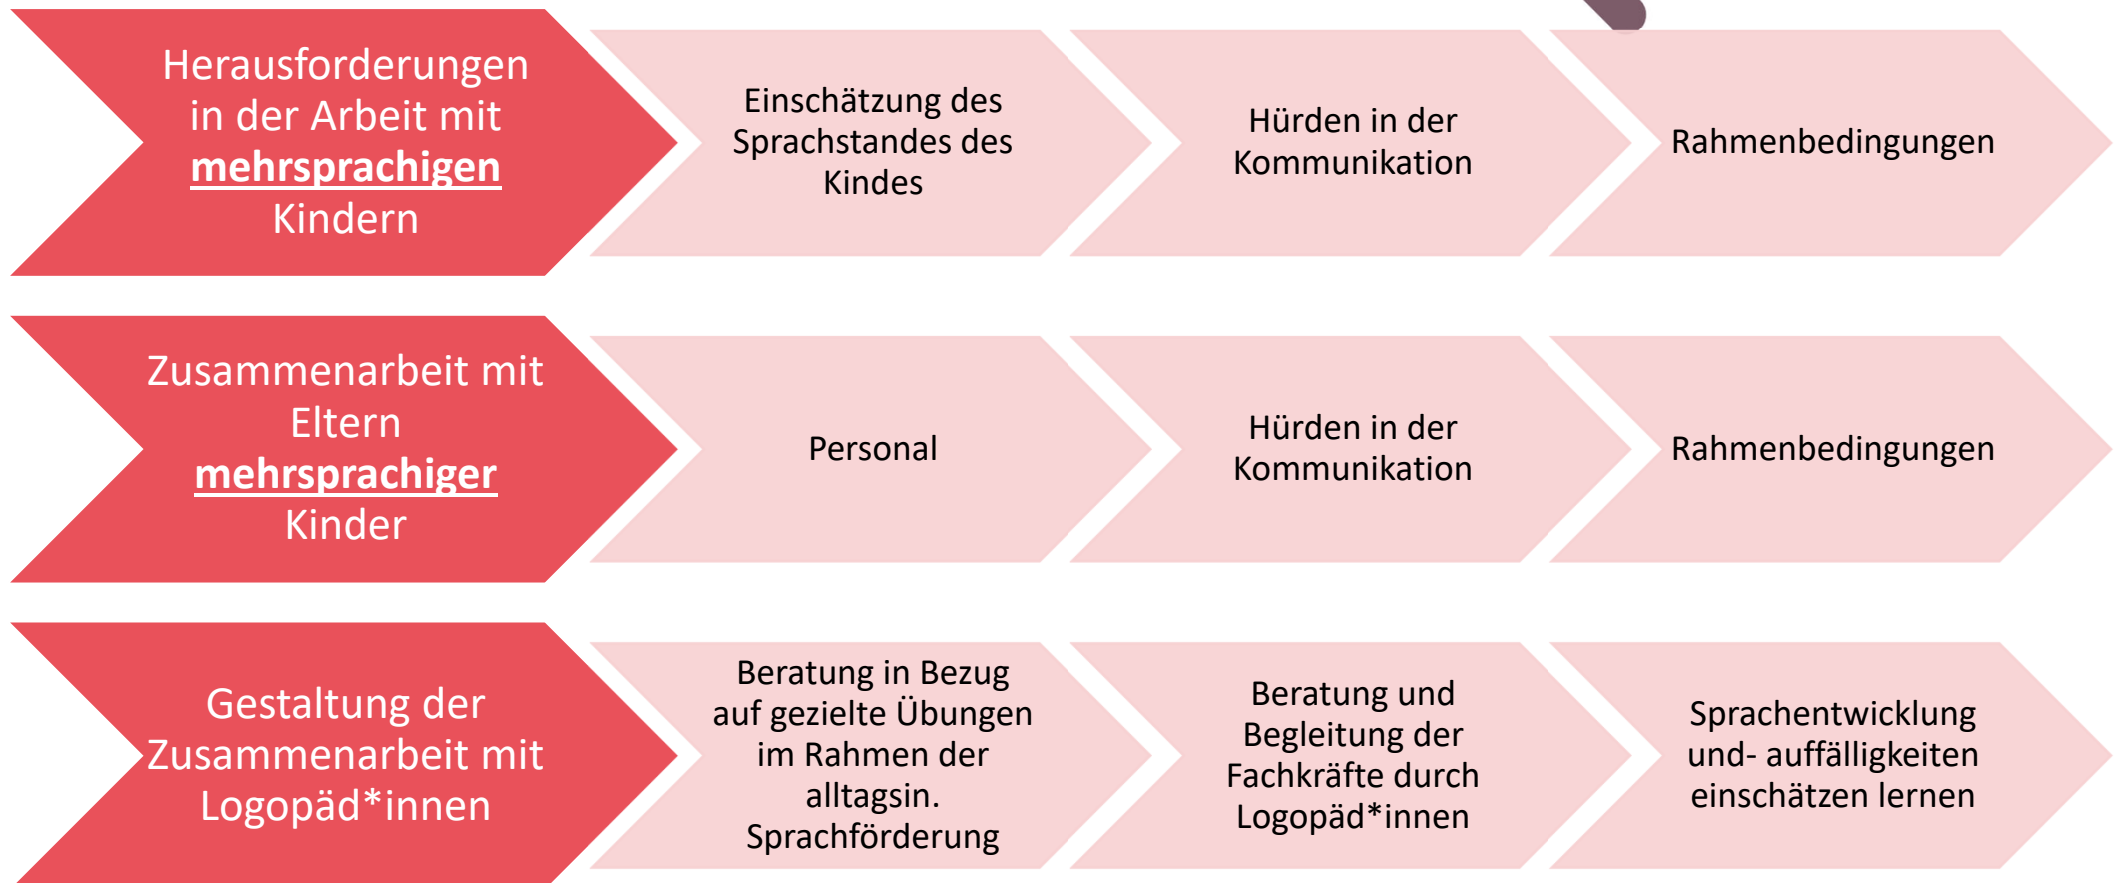 Herausforderungen
in der Arbeit mit
mehrsprachigen
Kindern
Einschätzung des
Sprachstandes des
Kindes
Hürden in der
Kommunikation
Rahmenbedingungen
Zusammenarbeit mit
Eltern
mehrsprachiger
Kinder
Personal
Hürden in der
Kommunikation
Rahmenbedingungen
Gestaltung der
Zusammenarbeit mit
Logopäd*innen
Beratung in Bezug
auf gezielte Übungen
im Rahmen der
alltagsin.
Sprachförderung
Beratung und
Begleitung der
Fachkräfte durch
Logopäd*innen
Sprachentwicklung
und- auffälligkeiten
einschätzen lernen